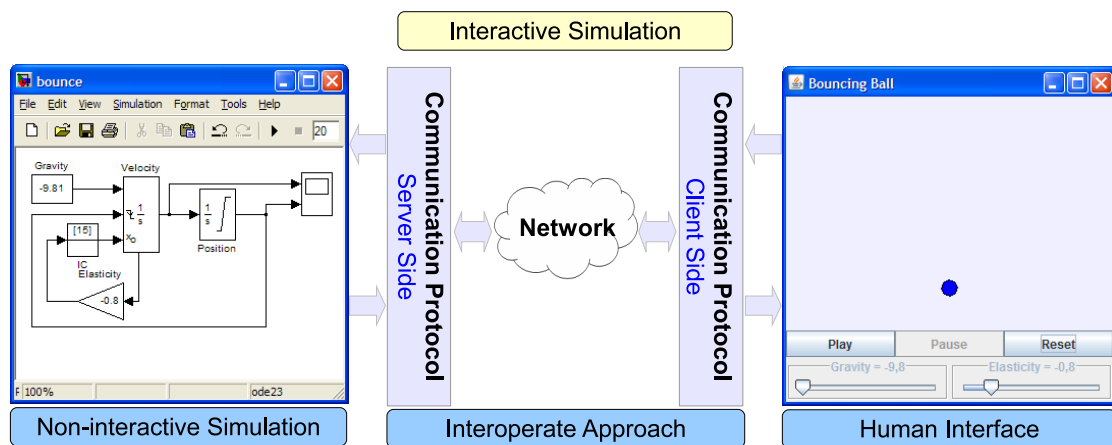 Interactive Simulation
bounce
File Edit View Simulation Format Tools Help
20
Gravity
-9.81
Velocity
1
s
xo
[15]
IC
Elasticity
-0.8
1
s
Position
F 100%
ode23
Non-interactive Simulation
Communication Protocol
Server Side
Network
Communication Protocol
Client Side
Interoperate Approach
Bouncing Ball
Play
Pause
Reset
Gravity = -9,8
Elasticity = -0,8
Human Interface